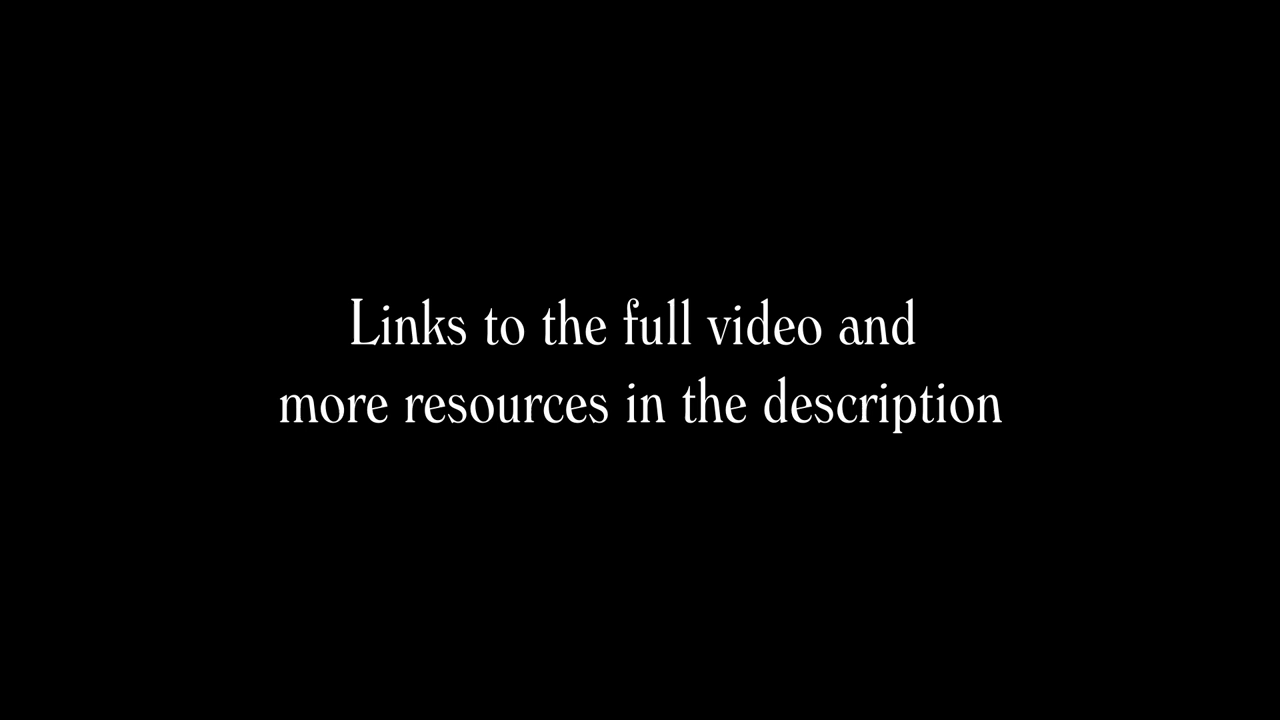 Links to the full video and
more resources in the description